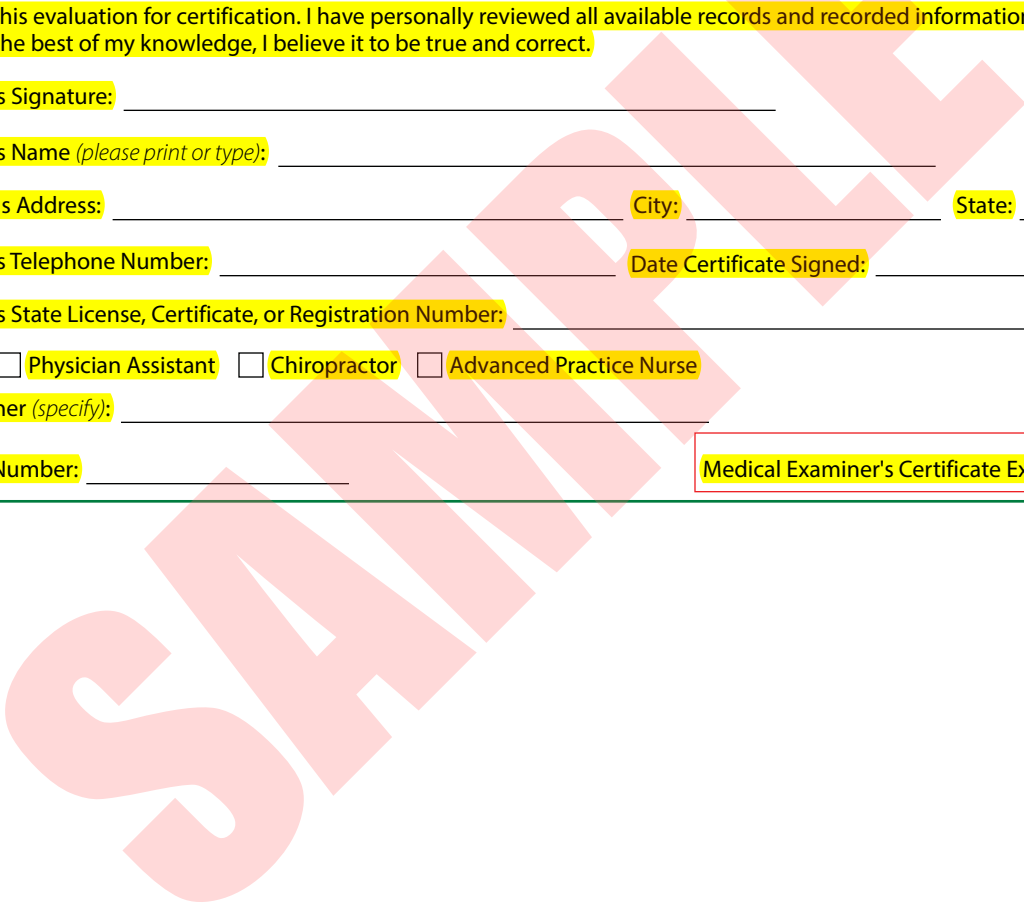 his evaluation for certification. I have personally reviewed all available records and recorded information
he best of my knowledge, I believe it to be true and correct.
s Signature:
s Name (please print or type):
s Address: City: State:
s Telephone Number: Date Certificate Signed:
s State License, Certificate, or Registration Number:
Physician Assistant Chiropractor Advanced Practice Nurse
her (specify):
Number: Medical Examiner's Certificate Ex
SAMPLE